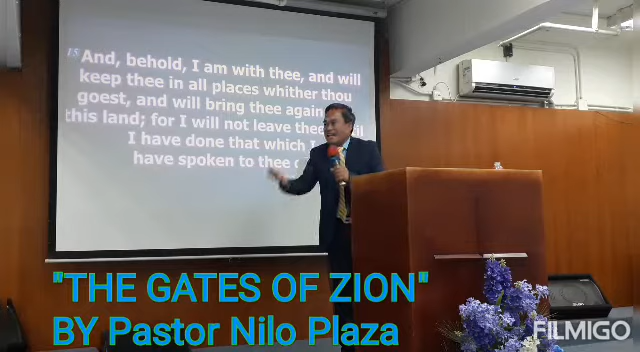 15 And, behold, I am with thee, and will
keep thee in all places whither thou
goest, and will bring thee again
this land; for I will not leave thee
I have done that which I
have spoken to thee
"THE GATES OF ZION"
BY Pastor Nilo Plaza
FILMIGO